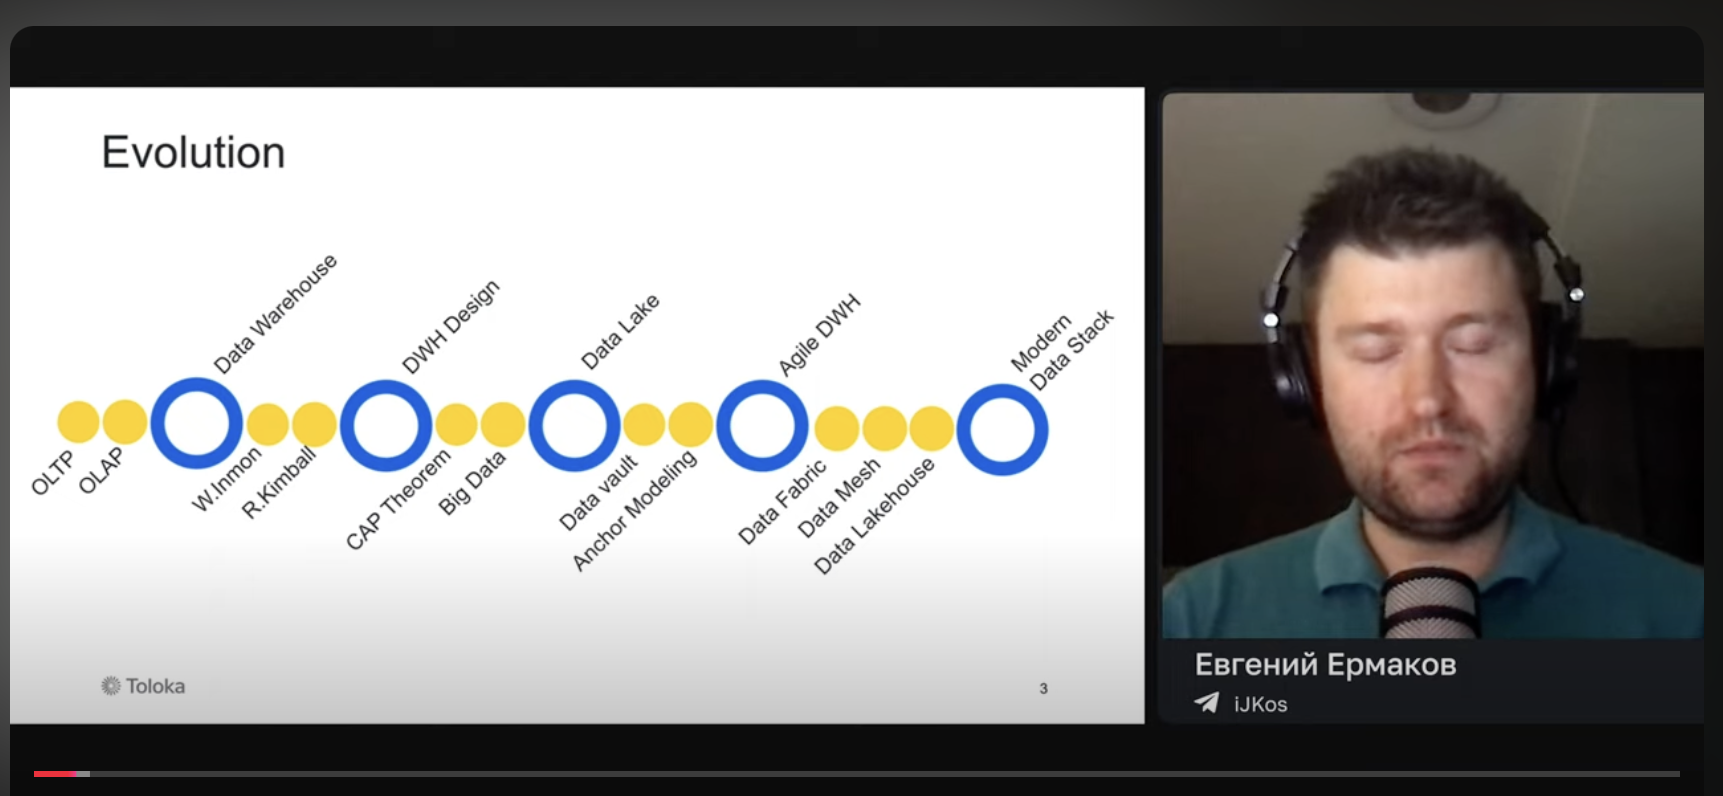 Evolution
Data Warehouse
DWH Design
Data Lake
Agile DWH
Modern
Data Stack
OLTP
OLAP
W.Inmon
R.Kimball
CAP Theorem
Big Data
Data vault
Anchor Modeling
Data Fabric
Data Mesh
Data Lakehouse
Toloka
3
Евгений Ермаков
iJKos